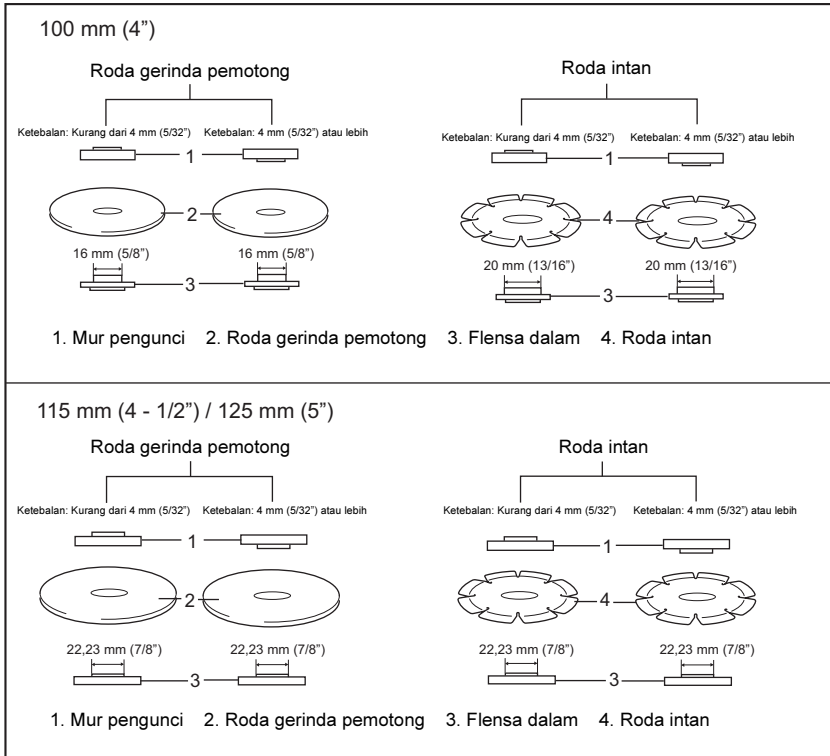 100 mm (4”)
Roda gerinda pemotong
Ketebalan: Kurang dari 4 mm (5/32”) Ketebalan: 4 mm (5/32”) atau lebih
1
2
16 mm (5/8”) 16 mm (5/8”)
3
Roda intan
Ketebalan: Kurang dari 4 mm (5/32”) Ketebalan: 4 mm (5/32”) atau lebih
1
4
20 mm (13/16”) 20 mm (13/16”)
3
1. Mur pengunci 2. Roda gerinda pemotong 3. Flensa dalam 4. Roda intan
115 mm (4 - 1/2”) / 125 mm (5”)
Roda gerinda pemotong
Ketebalan: Kurang dari 4 mm (5/32”) Ketebalan: 4 mm (5/32”) atau lebih
1
2
22,23 mm (7/8”) 22,23 mm (7/8”)
3
Roda intan
Ketebalan: Kurang dari 4 mm (5/32”) Ketebalan: 4 mm (5/32”) atau lebih
1
4
22,23 mm (7/8”) 22,23 mm (7/8”)
3
1. Mur pengunci 2. Roda gerinda pemotong 3. Flensa dalam 4. Roda intan